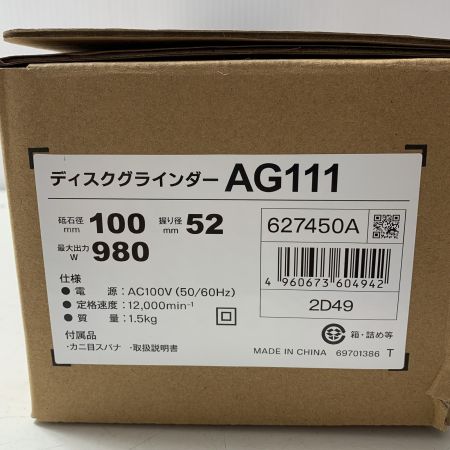 ディスクグラインダー AG111
砥石径 mm 100 握り径 mm 52
最大出力 W 980
仕様
●電　源：AC100V (50/60Hz)
●定格速度：12,000min⁻¹
●質　量：1.5kg
付属品
・カニ目スパナ ・取扱説明書
627450A
4 960673 604942
2D49
箱・詰め等
MADE IN CHINA 69701386 T